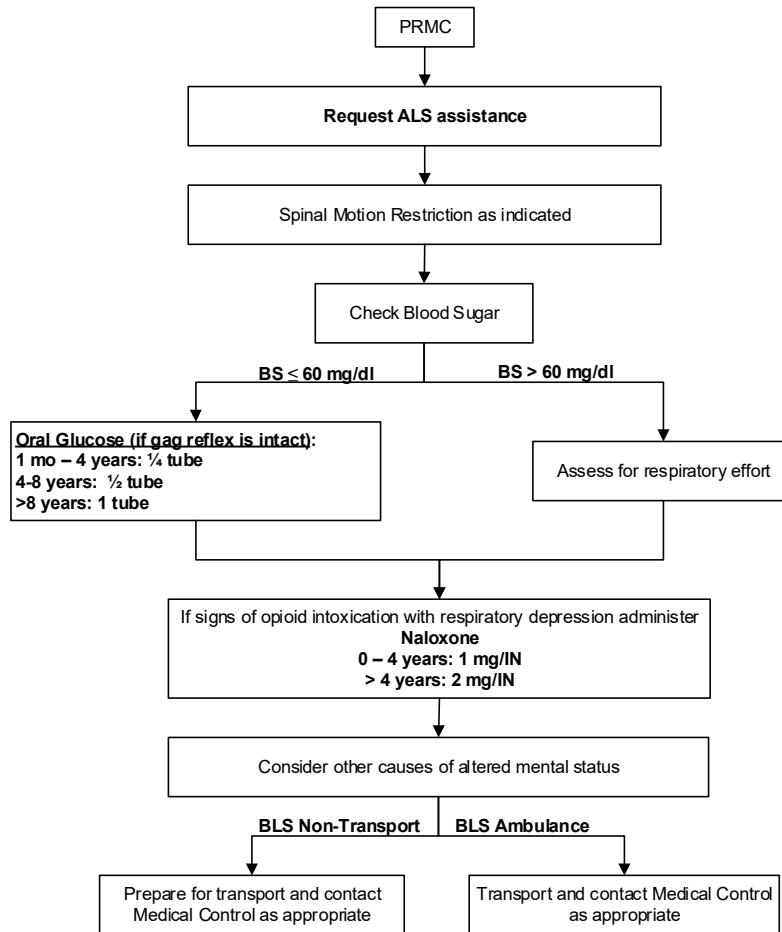 PRMC
Request ALS assistance
Spinal Motion Restriction as indicated
Check Blood Sugar
BS ≤ 60 mg/dl
BS > 60 mg/dl
Oral Glucose (if gag reflex is intact):
1 mo – 4 years: ¼ tube
4-8 years: ½ tube
>8 years: 1 tube
Assess for respiratory effort
If signs of opioid intoxication with respiratory depression administer
Naloxone
0 – 4 years: 1 mg/IN
> 4 years: 2 mg/IN
Consider other causes of altered mental status
BLS Non-Transport
BLS Ambulance
Prepare for transport and contact
Medical Control as appropriate
Transport and contact Medical Control
as appropriate